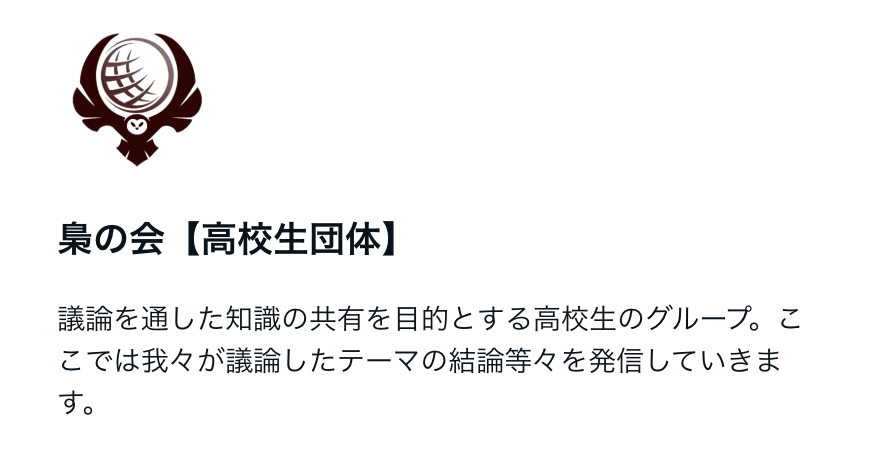 梟の会【高校生団体】
議論を通した知識の共有を目的とする高校生のグループ。こ
こでは我々が議論したテーマの結論等々を発信していきま
す。